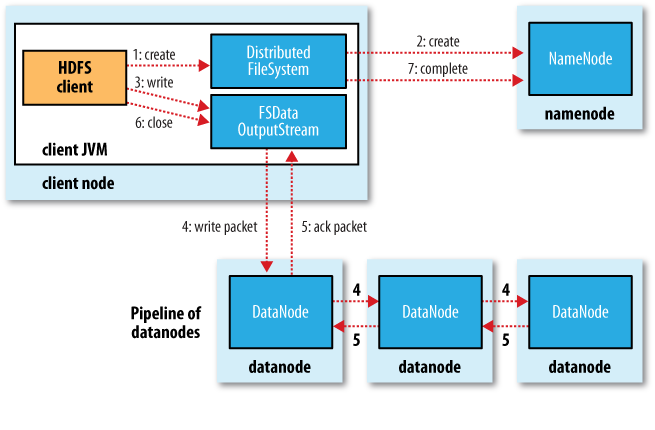 HDFS
client
1: create
3: write
6: close
Distributed
FileSystem
FSData
OutputStream
2: create
7: complete
NameNode
namenode
client JVM
client node
4: write packet
5: ack packet
Pipeline of
datanodes
DataNode
4
5
DataNode
4
5
DataNode
datanode
datanode
datanode